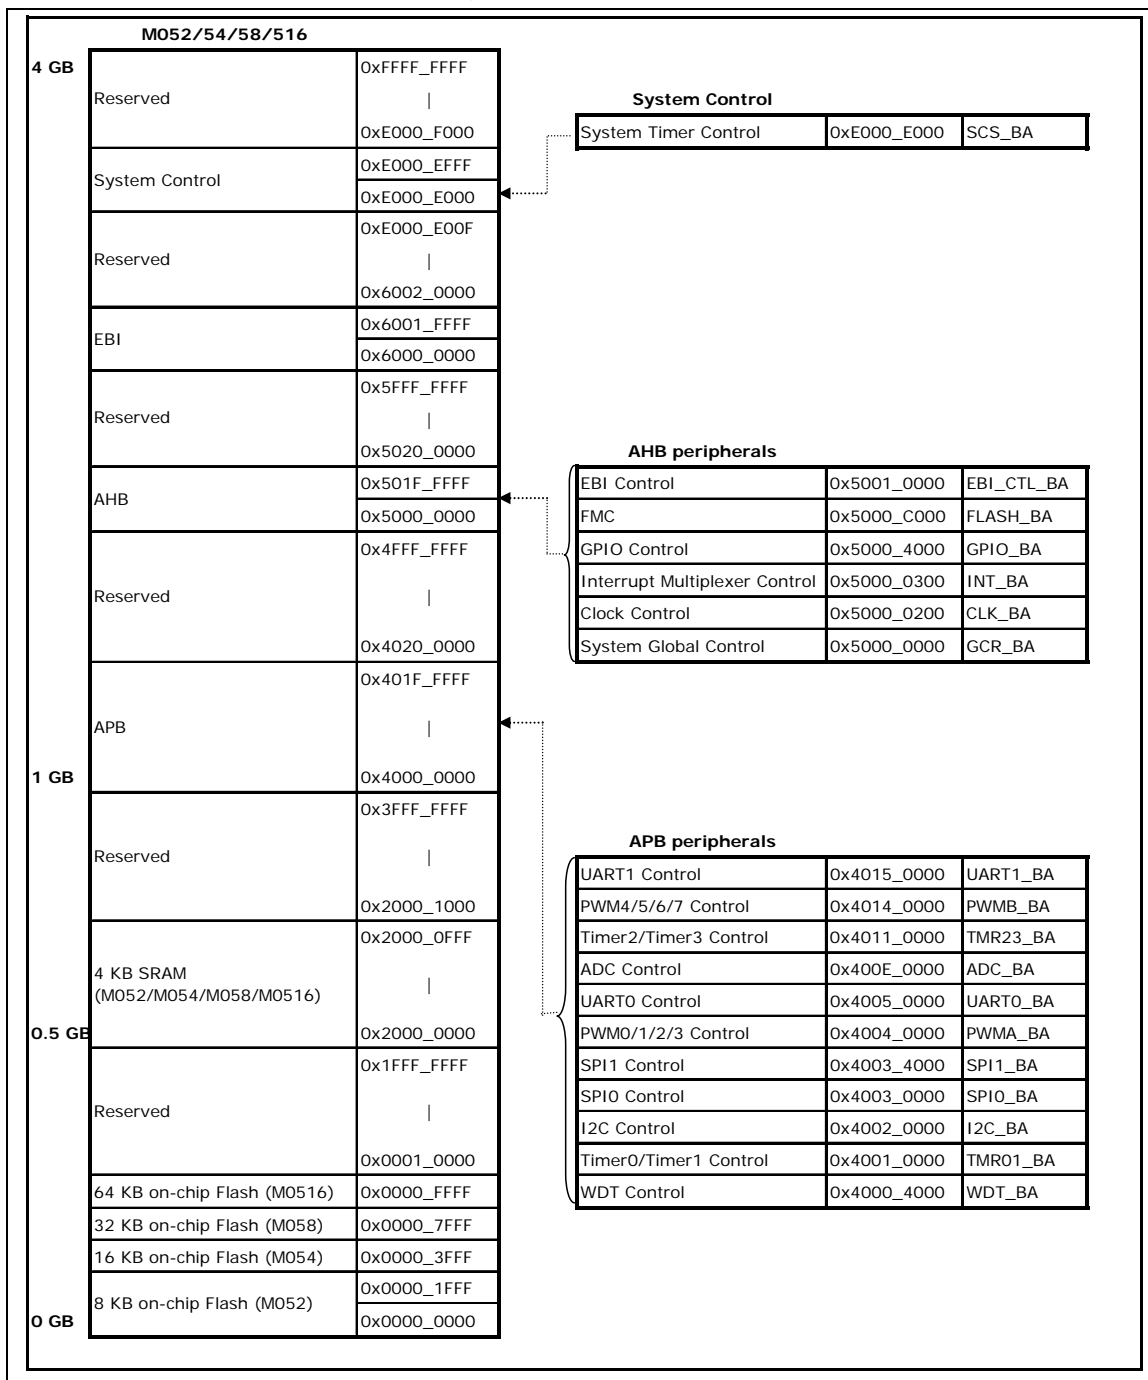 M052/54/58/516
4 GB
Reserved
0xFFFF_FFFF
|
0xE000_F000
System Control
0xE000_EFFF
0xE000_E000
Reserved
0xE000_E00F
|
0x6002_0000
EBI
0x6001_FFFF
0x6000_0000
Reserved
0x5FFF_FFFF
|
0x5020_0000
AHB
0x501F_FFFF
0x5000_0000
Reserved
0x4FFF_FFFF
|
0x4020_0000
APB
0x401F_FFFF
|
1 GB
0x4000_0000
Reserved
0x3FFF_FFFF
|
0x2000_1000
4 KB SRAM
(M052/M054/M058/M0516)
0x2000_0FFF
|
0.5 GB
0x2000_0000
Reserved
0x1FFF_FFFF
|
0x0001_0000
64 KB on-chip Flash (M0516) 0x0000_FFFF
32 KB on-chip Flash (M058) 0x0000_7FFF
16 KB on-chip Flash (M054) 0x0000_3FFF
8 KB on-chip Flash (M052)
0x0000_1FFF
0 GB
0x0000_0000
System Control
System Timer Control 0xE000_E000 SCS_BA
AHB peripherals
EBI Control 0x5001_0000 EBI_CTL_BA
FMC 0x5000_C000 FLASH_BA
GPIO Control 0x5000_4000 GPIO_BA
Interrupt Multiplexer Control 0x5000_0300 INT_BA
Clock Control 0x5000_0200 CLK_BA
System Global Control 0x5000_0000 GCR_BA
APB peripherals
UART1 Control 0x4015_0000 UART1_BA
PWM4/5/6/7 Control 0x4014_0000 PWMB_BA
Timer2/Timer3 Control 0x4011_0000 TMR23_BA
ADC Control 0x400E_0000 ADC_BA
UART0 Control 0x4005_0000 UART0_BA
PWM0/1/2/3 Control 0x4004_0000 PWMA_BA
SPI1 Control 0x4003_4000 SPI1_BA
SPI0 Control 0x4003_0000 SPI0_BA
I2C Control 0x4002_0000 I2C_BA
Timer0/Timer1 Control 0x4001_0000 TMR01_BA
WDT Control 0x4000_4000 WDT_BA